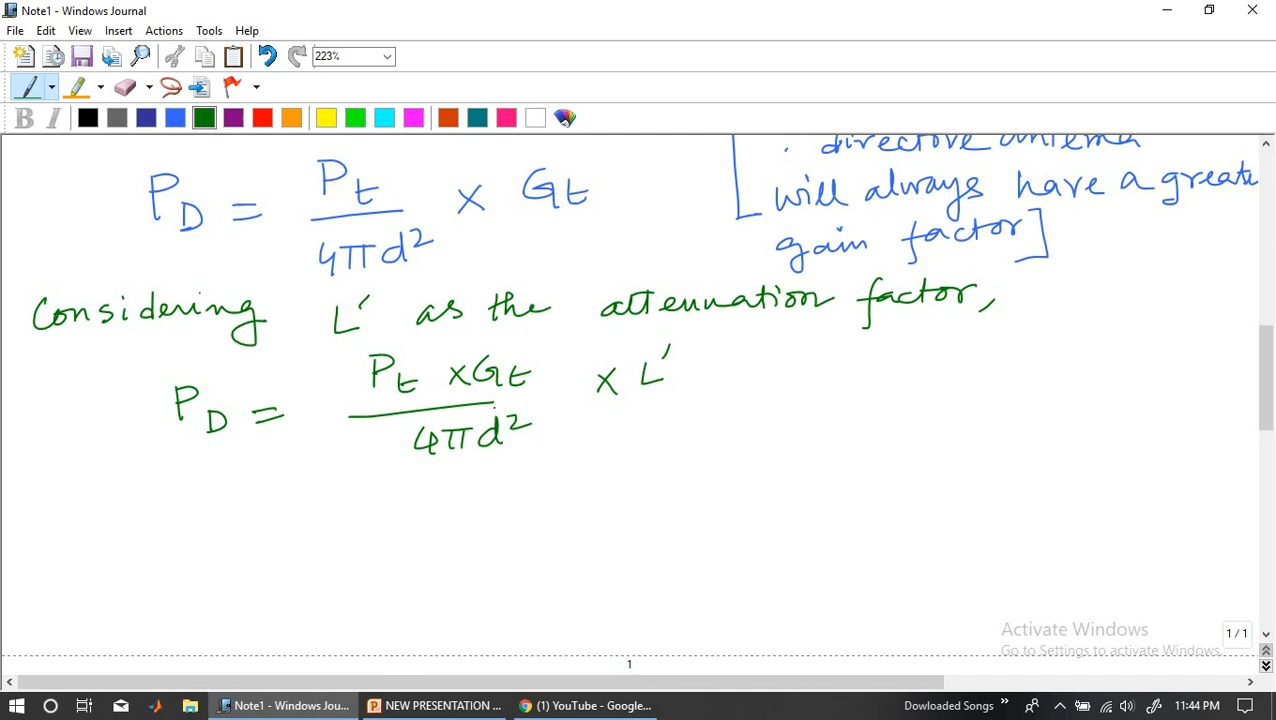 Note1 - Windows Journal
File Edit View Insert Actions Tools Help
223%
B I
directive antenna
P_D = P_t / 4πd² × G_t
will always have a greate
gain factor]
Considering L' as the attenuation factor,
P_D = P_t × G_t / 4πd² × L'
Activate Windows
Go to Settings to activate Windows.
1 / 1
1
Note1 - Windows Jou... NEW PRESENTATION ... (1) YouTube - Google... Dowloaded Songs » 11:44 PM